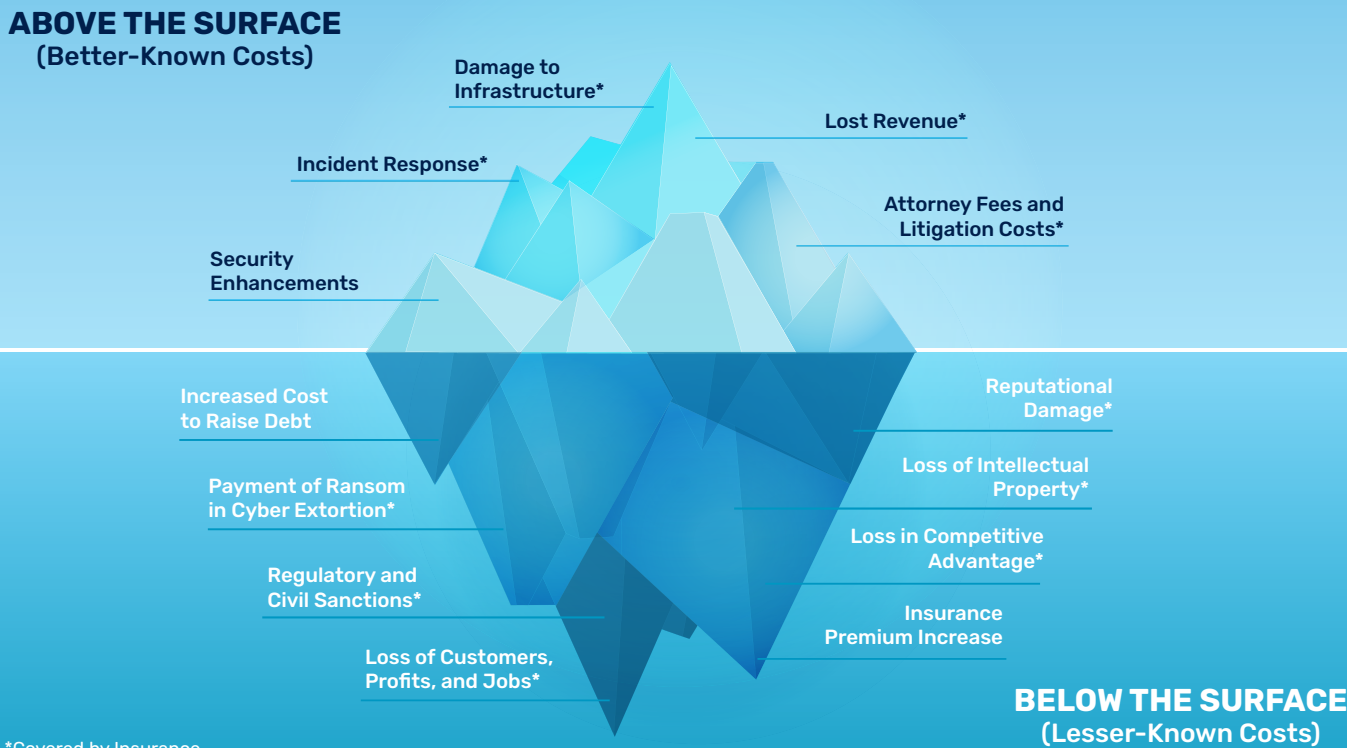 ABOVE THE SURFACE
(Better-Known Costs)
Damage to
Infrastructure*
Lost Revenue*
Incident Response*
Attorney Fees and
Litigation Costs*
Security
Enhancements
Increased Cost
to Raise Debt
Reputational
Damage*
Payment of Ransom
in Cyber Extortion*
Loss of Intellectual
Property*
Loss in Competitive
Advantage*
Regulatory and
Civil Sanctions*
Insurance
Premium Increase
Loss of Customers,
Profits, and Jobs*
BELOW THE SURFACE
(Lesser-Known Costs)
*Covered by Insurance